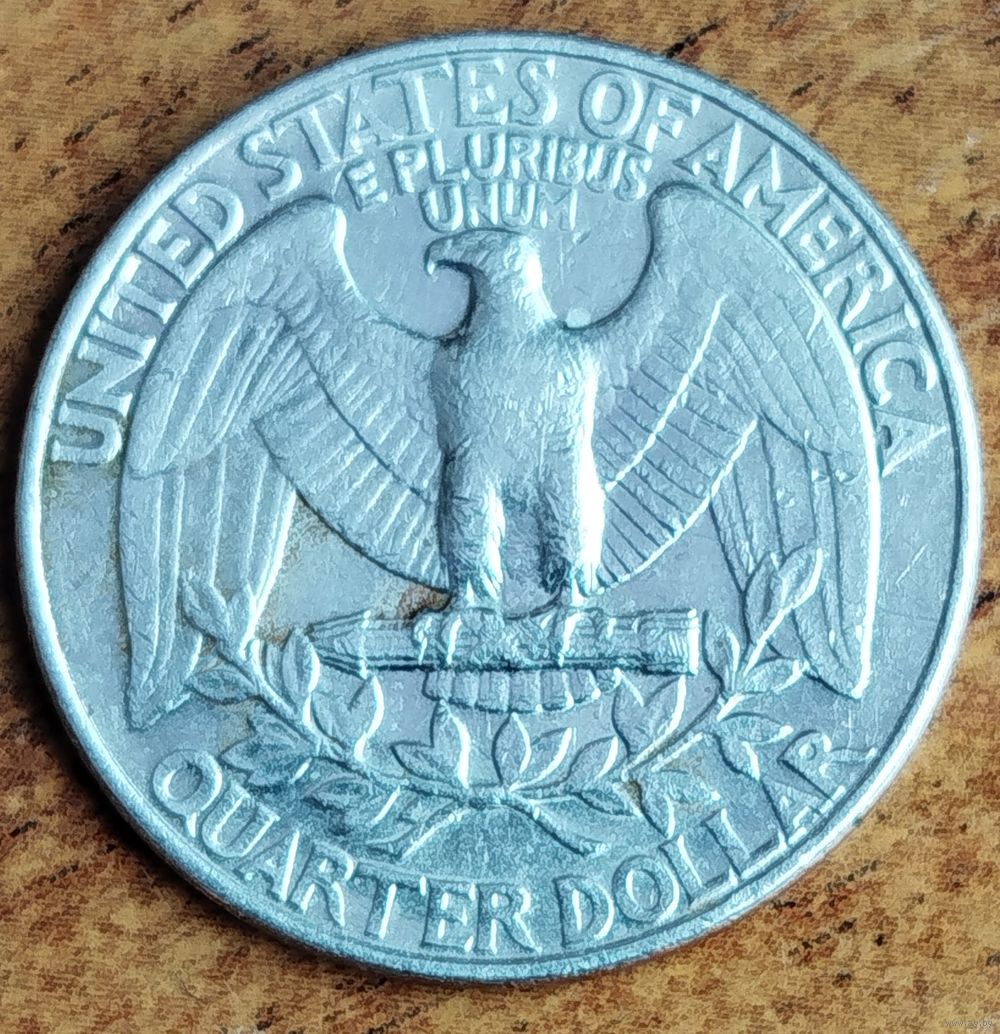 UNITED STATES OF AMERICA
E PLURIBUS
UNUM
QUARTER DOLLAR